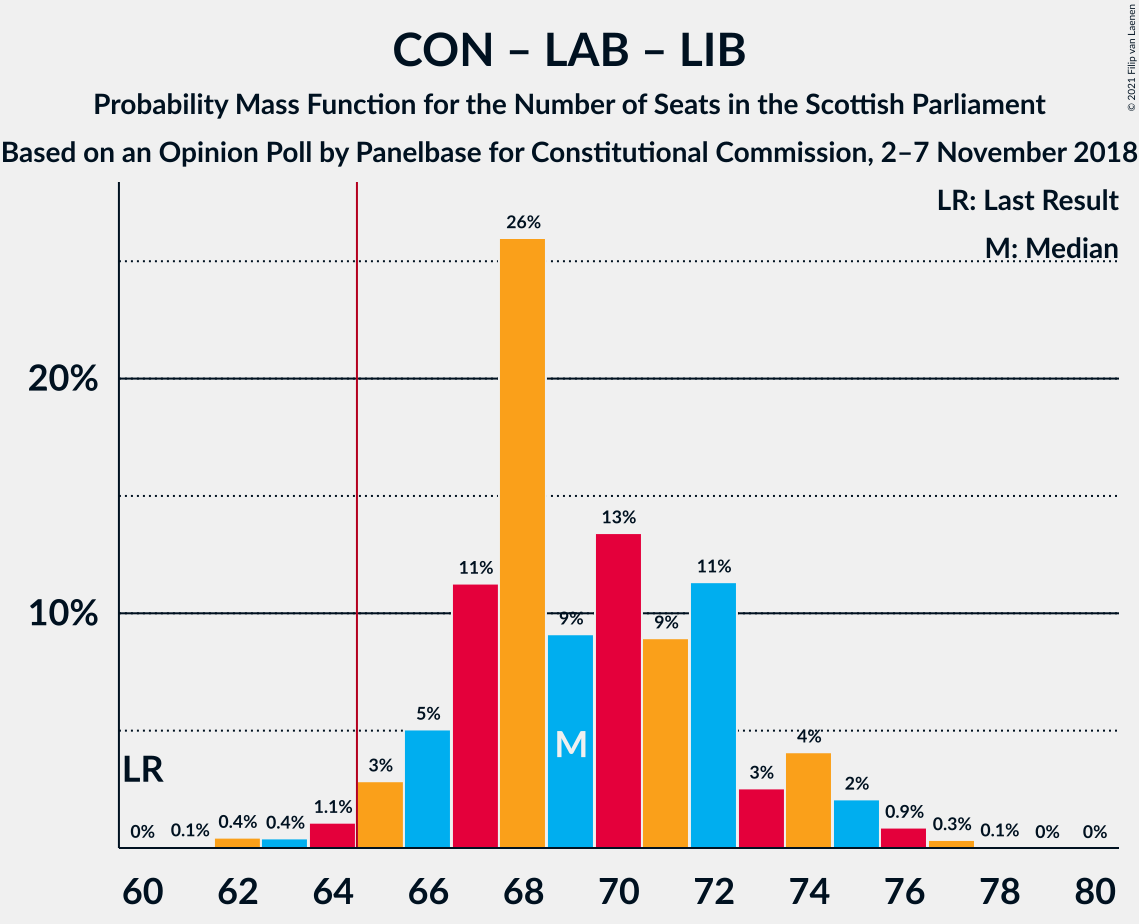 CON – LAB – LIB
Probability Mass Function for the Number of Seats in the Scottish Parliament
Based on an Opinion Poll by Panelbase for Constitutional Commission, 2–7 November 2018
© 2021 Filip van Laenen
LR: Last Result
M: Median
20%
10%
LR
M
0%
0.1%
0.4%
0.4%
1.1%
3%
5%
11%
26%
9%
13%
9%
11%
3%
4%
2%
0.9%
0.3%
0.1%
0%
0%
60 62 64 66 68 70 72 74 76 78 80